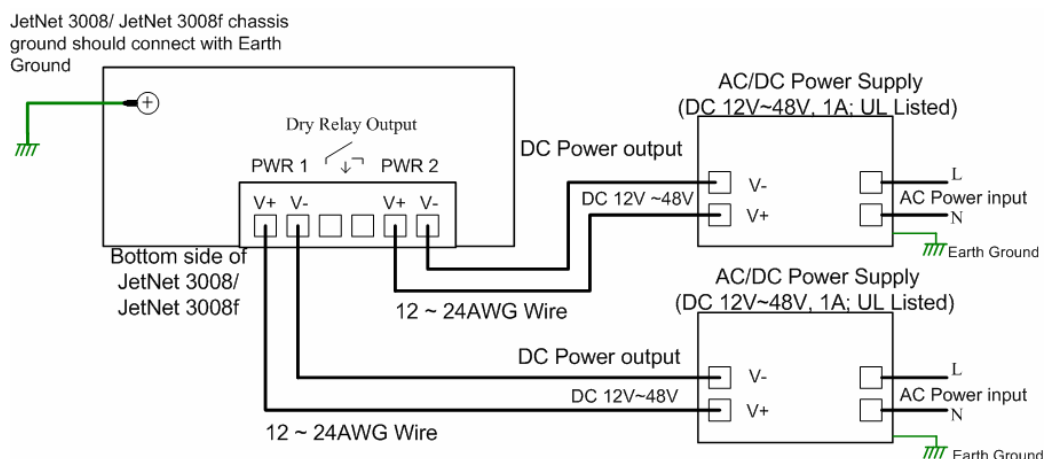 JetNet 3008/ JetNet 3008f chassis
ground should connect with Earth
Ground
Dry Relay Output
PWR 1
PWR 2
V+ V- V+ V-
Bottom side of
JetNet 3008/
JetNet 3008f
AC/DC Power Supply
(DC 12V~48V, 1A; UL Listed)
DC Power output
V-
DC 12V ~48V
V+
L
AC Power input
N
Earth Ground
12 ~ 24AWG Wire
AC/DC Power Supply
(DC 12V~48V, 1A; UL Listed)
DC Power output
V-
DC 12V~48V
V+
L
AC Power input
N
Earth Ground
12 ~ 24AWG Wire